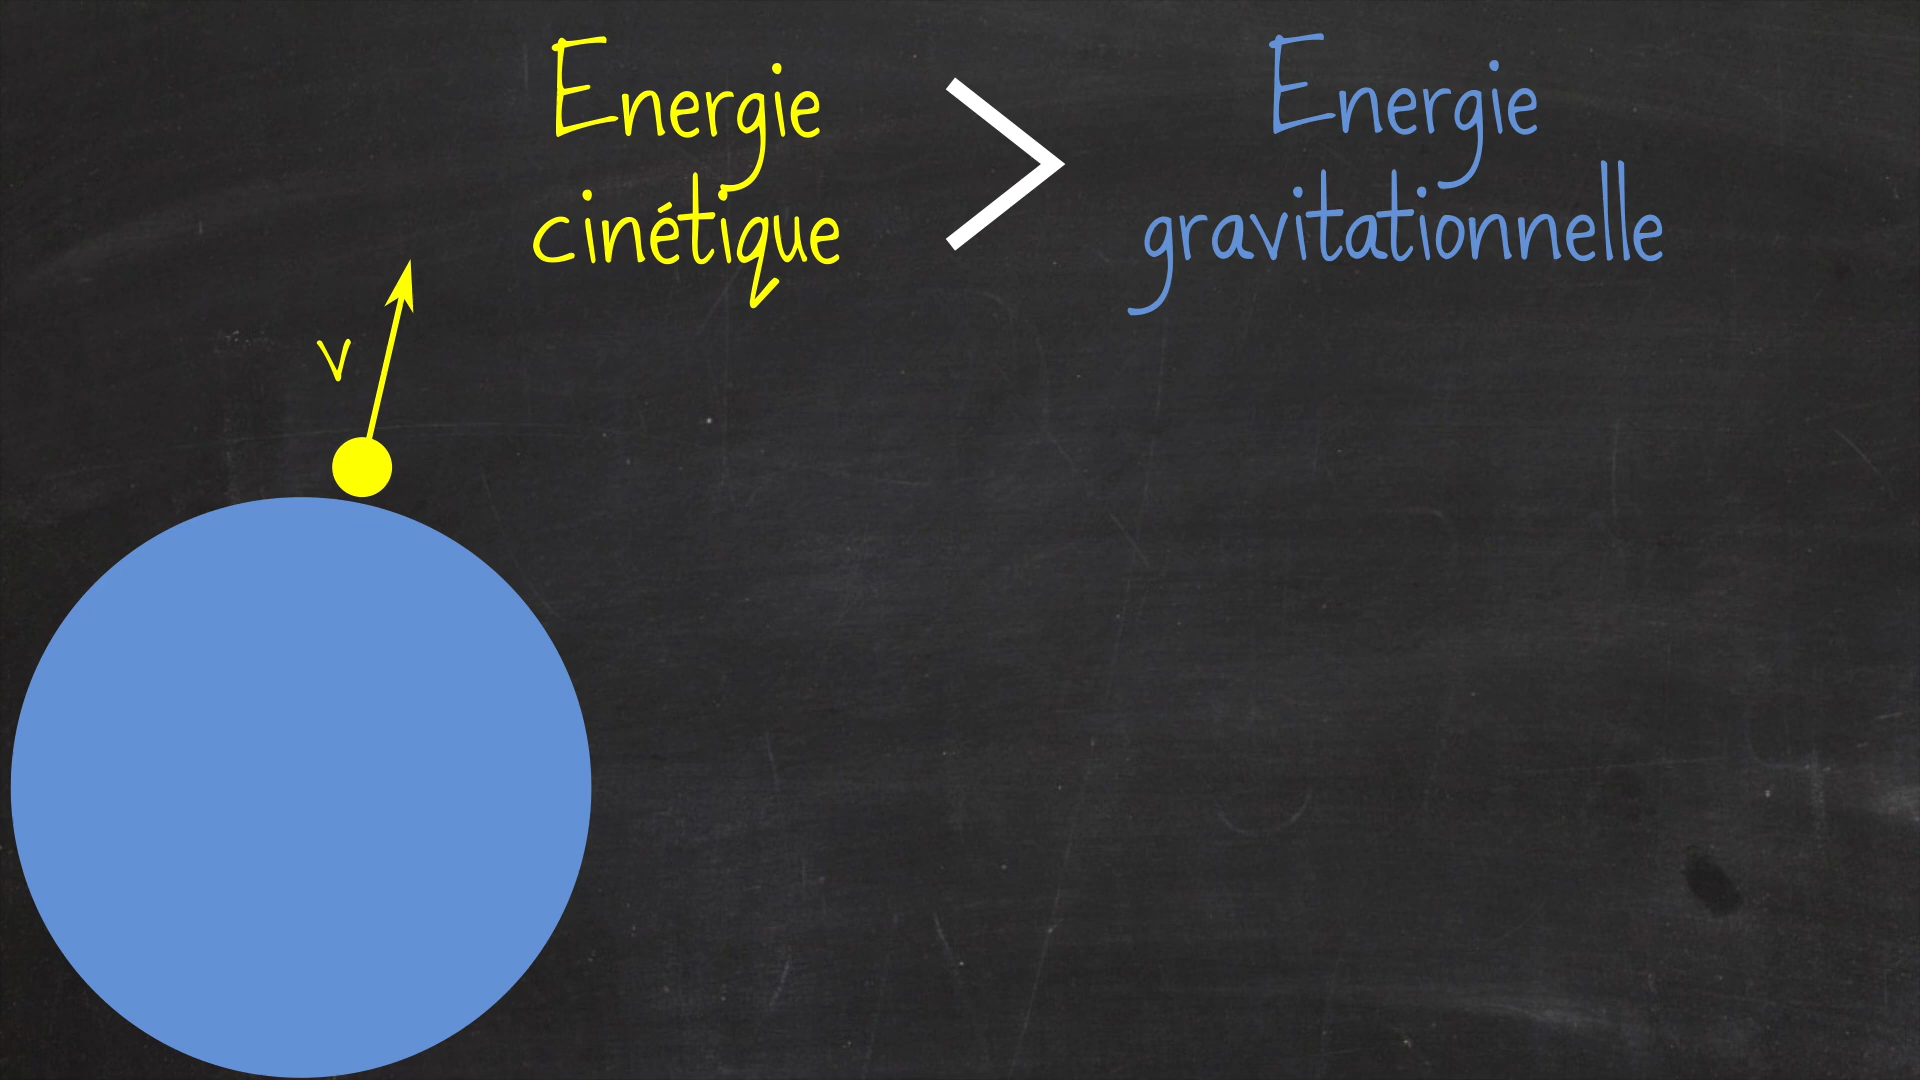 Energie
cinétique
>
Energie
gravitationnelle
v